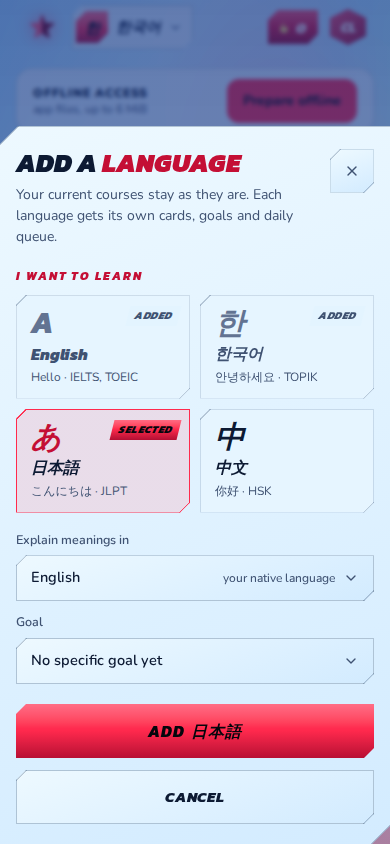 한국어
OFFLINE ACCESS
Prepare offline
ADD A LANGUAGE
×
Your current courses stay as they are. Each
language gets its own cards, goals and daily
queue.
I WANT TO LEARN
A
ADDED
English
Hello · IELTS, TOEIC
한
ADDED
한국어
안녕하세요 · TOPIK
あ
SELECTED
日本語
こんにちは · JLPT
中
中文
你好 · HSK
Explain meanings in
English
your native language
Goal
No specific goal yet
ADD 日本語
CANCEL